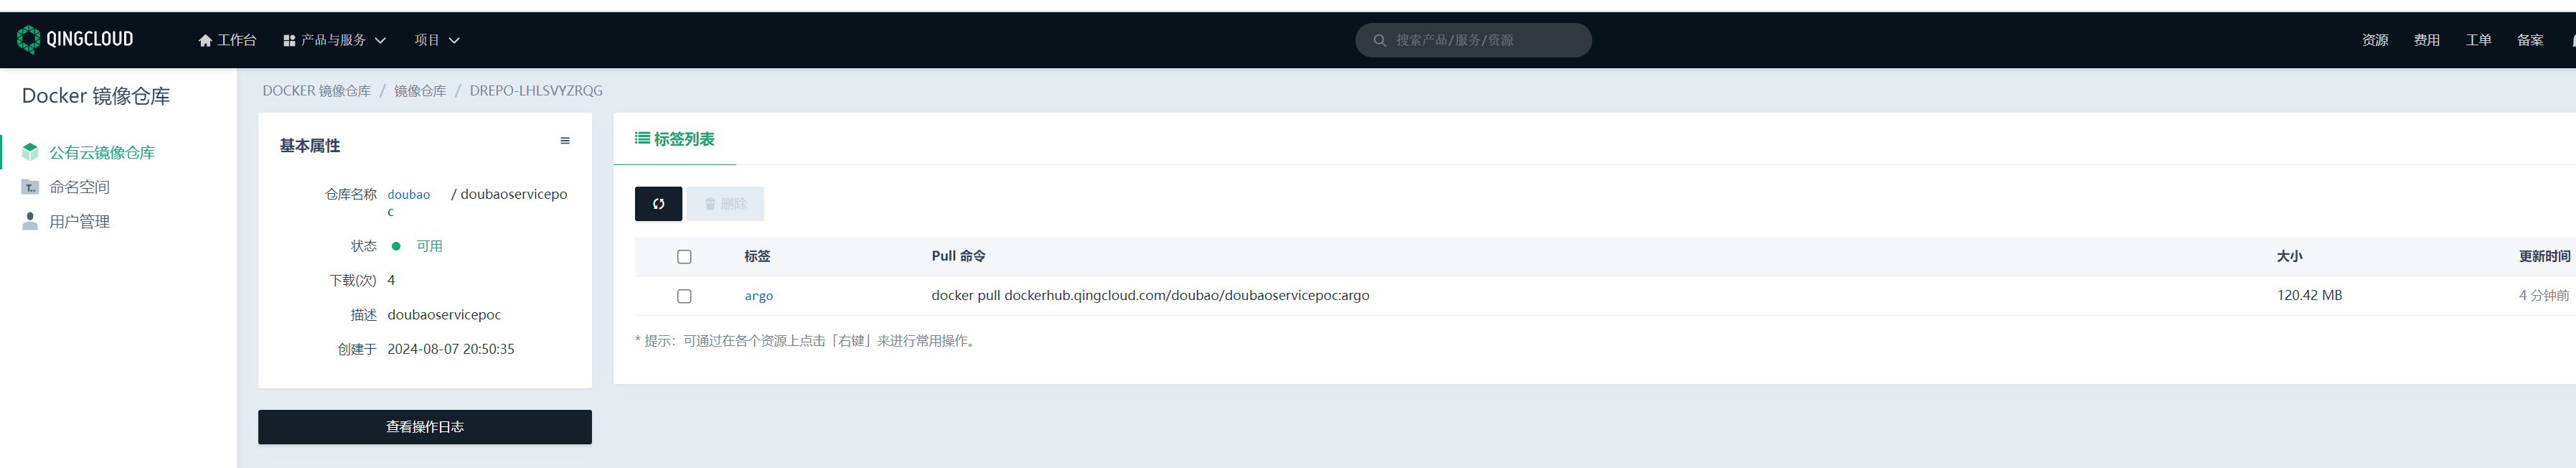 QINGCLOUD 工作台 产品与服务 项目 搜索产品/服务/资源 资源 费用 工单 备案
Docker 镜像仓库
公有云镜像仓库
命名空间
用户管理
DOCKER 镜像仓库 / 镜像仓库 / DREPO-LHLSVYZRQG
基本属性
仓库名称 doubao / doubaoservicepo
c
状态 可用
下载(次) 4
描述 doubaoservicepoc
创建于 2024-08-07 20:50:35
查看操作日志
标签列表
删除
标签 Pull 命令 大小 更新时间
argo docker pull dockerhub.qingcloud.com/doubao/doubaoservicepoc:argo 120.42 MB 4 分钟前
* 提示：可通过在各个资源上点击「右键」来进行常用操作。